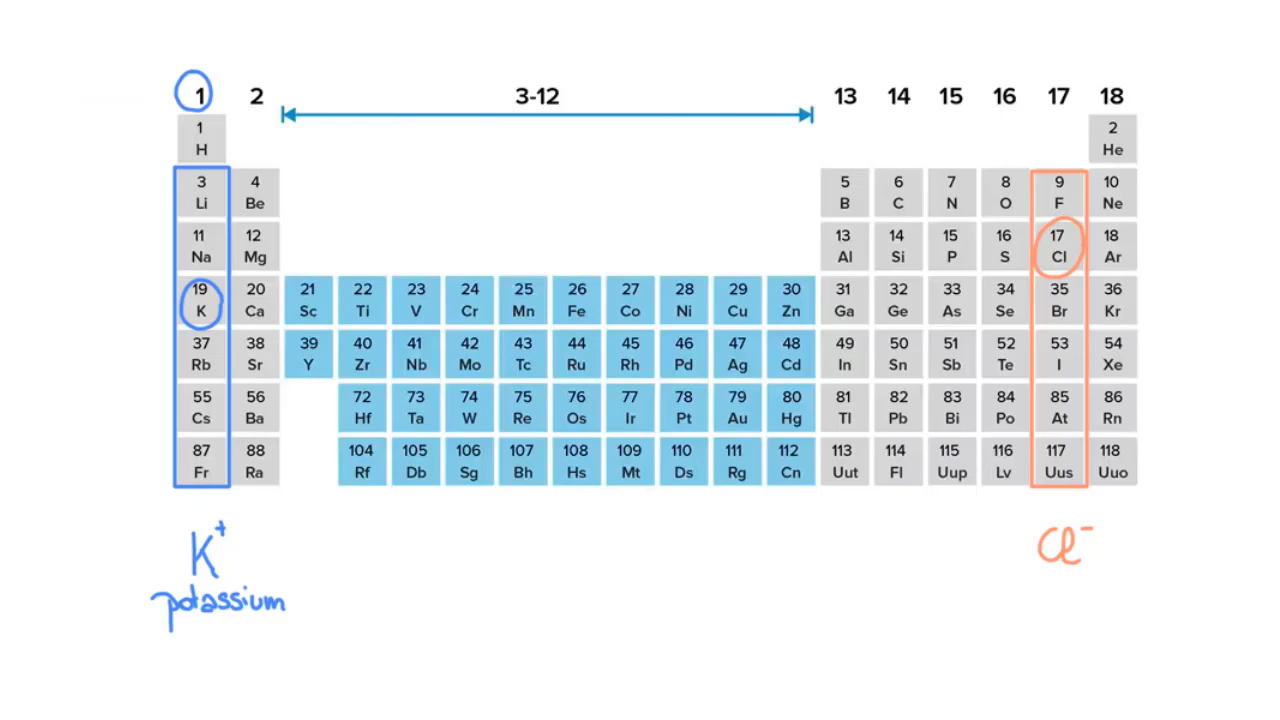 1 2 3-12 13 14 15 16 17 18
1 2
H He
3 4 5 6 7 8 9 10
Li Be B C N O F Ne
11 12 13 14 15 16 17 18
Na Mg Al Si P S Cl Ar
19 20 21 22 23 24 25 26 27 28 29 30 31 32 33 34 35 36
K Ca Sc Ti V Cr Mn Fe Co Ni Cu Zn Ga Ge As Se Br Kr
37 38 39 40 41 42 43 44 45 46 47 48 49 50 51 52 53 54
Rb Sr Y Zr Nb Mo Tc Ru Rh Pd Ag Cd In Sn Sb Te I Xe
55 56 72 73 74 75 76 77 78 79 80 81 82 83 84 85 86
Cs Ba Hf Ta W Re Os Ir Pt Au Hg Tl Pb Bi Po At Rn
87 88 104 105 106 107 108 109 110 111 112 113 114 115 116 117 118
Fr Ra Rf Db Sg Bh Hs Mt Ds Rg Cn Uut Fl Uup Lv Uus Uuo
K⁺ Cl⁻
potassium